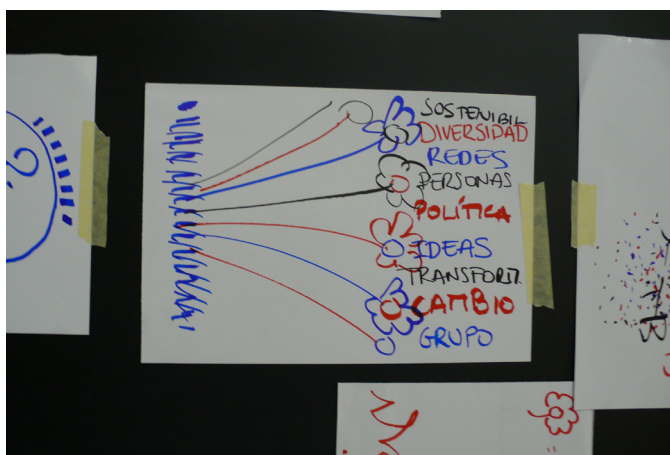 SOSTENIBIL
DIVERSIDAD
REDES
PERSONAS
POLÍTICA
IDEAS
TRANSFORM.
CAMBIO
GRUPO